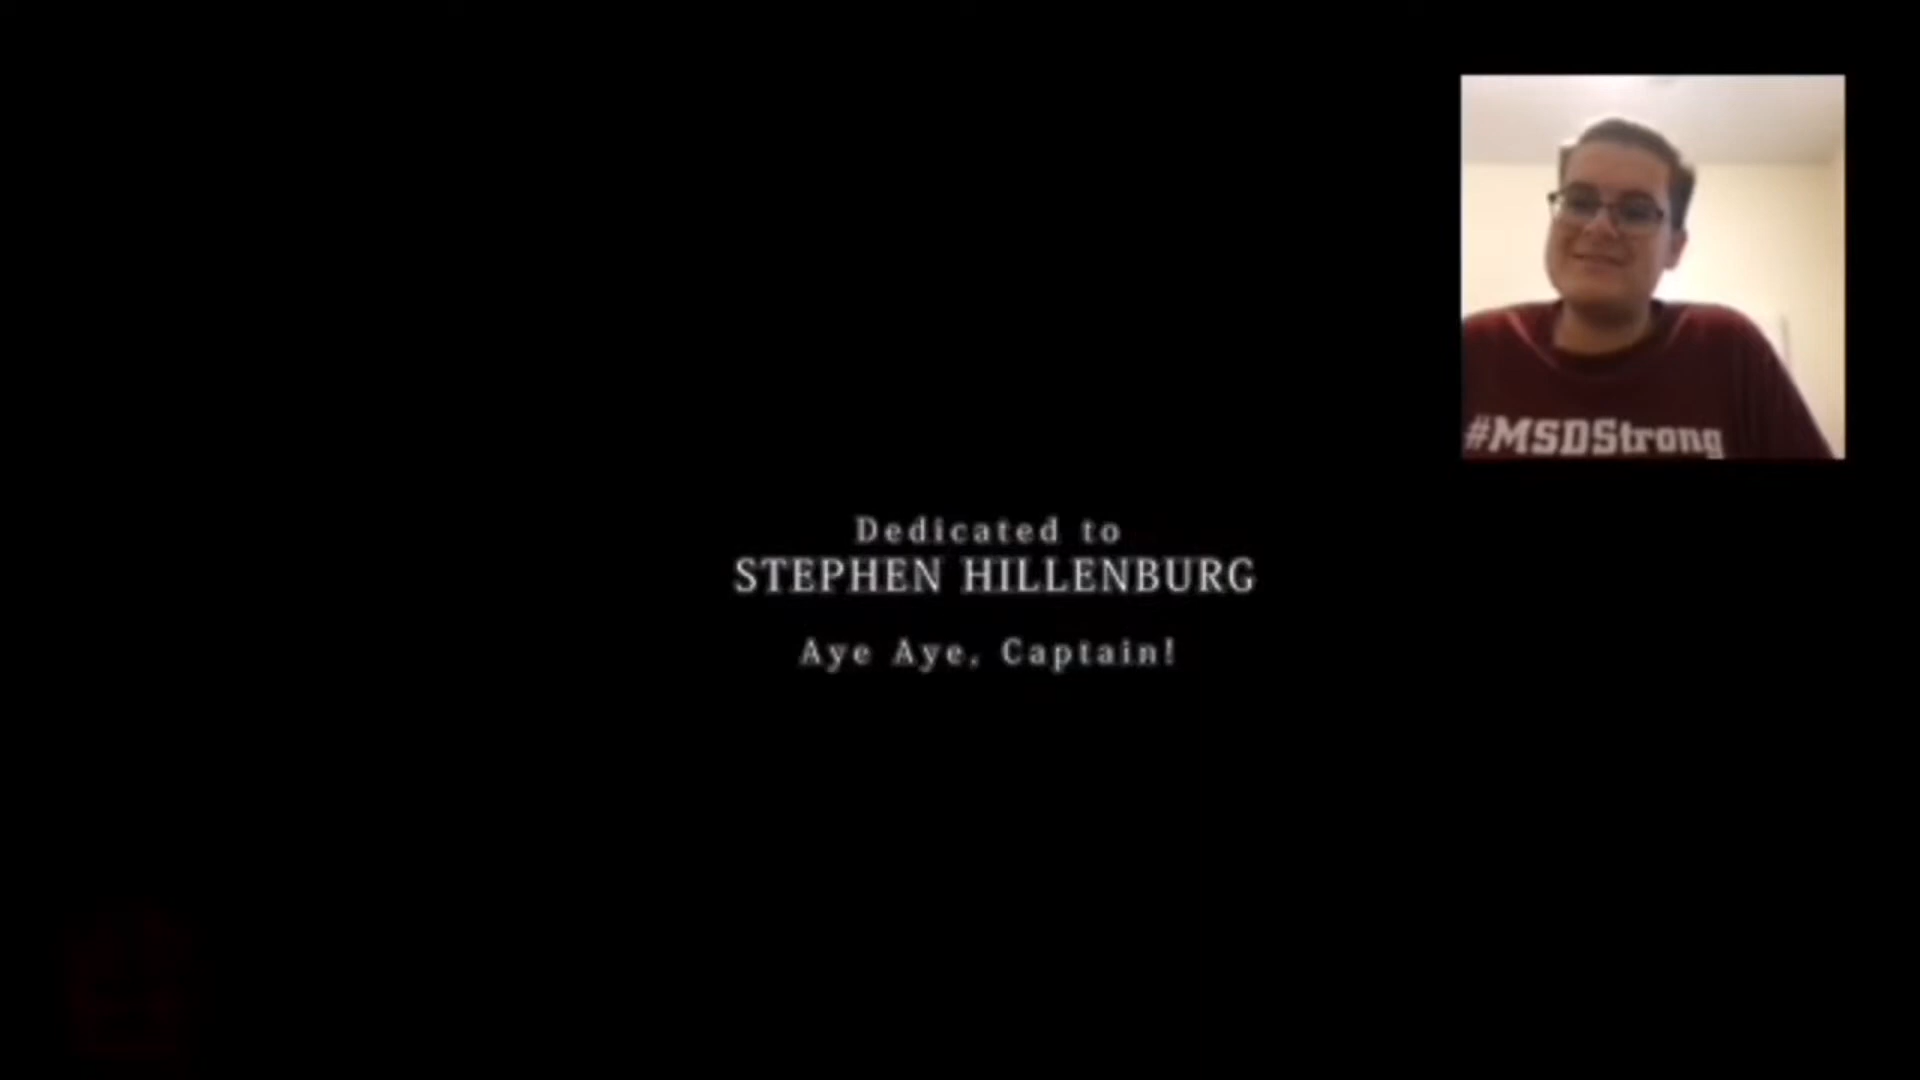 #MSDStrong
Dedicated to
STEPHEN HILLENBURG
Aye Aye, Captain!